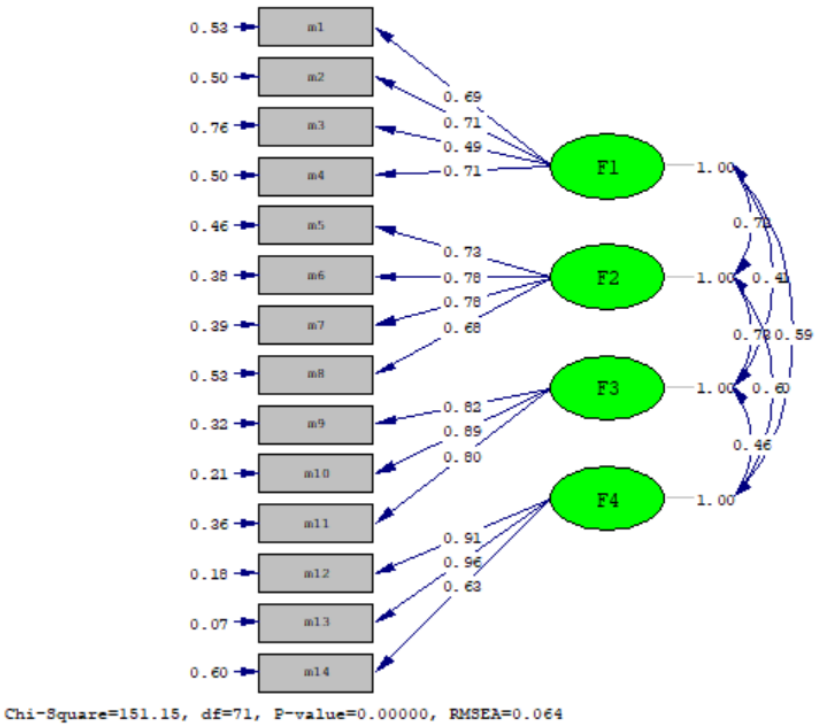 0.53 m1
0.50 m2
0.69
0.71
0.76 m3
0.49
F1 1.00
0.50 m4
0.71
0.46 m5
0.73
0.38 m6
0.78
F2 1.00
0.78
0.39 m7
0.68
0.59
0.53 m8
F3 1.00
0.60
0.82
0.32 m9
0.89
0.46
0.80
0.21 m10
F4 1.00
0.36 m11
0.91
0.96
0.18 m12
0.63
0.07 m13
0.60 m14
Chi-Square=151.15, df=71, P-value=0.00000, RMSEA=0.064